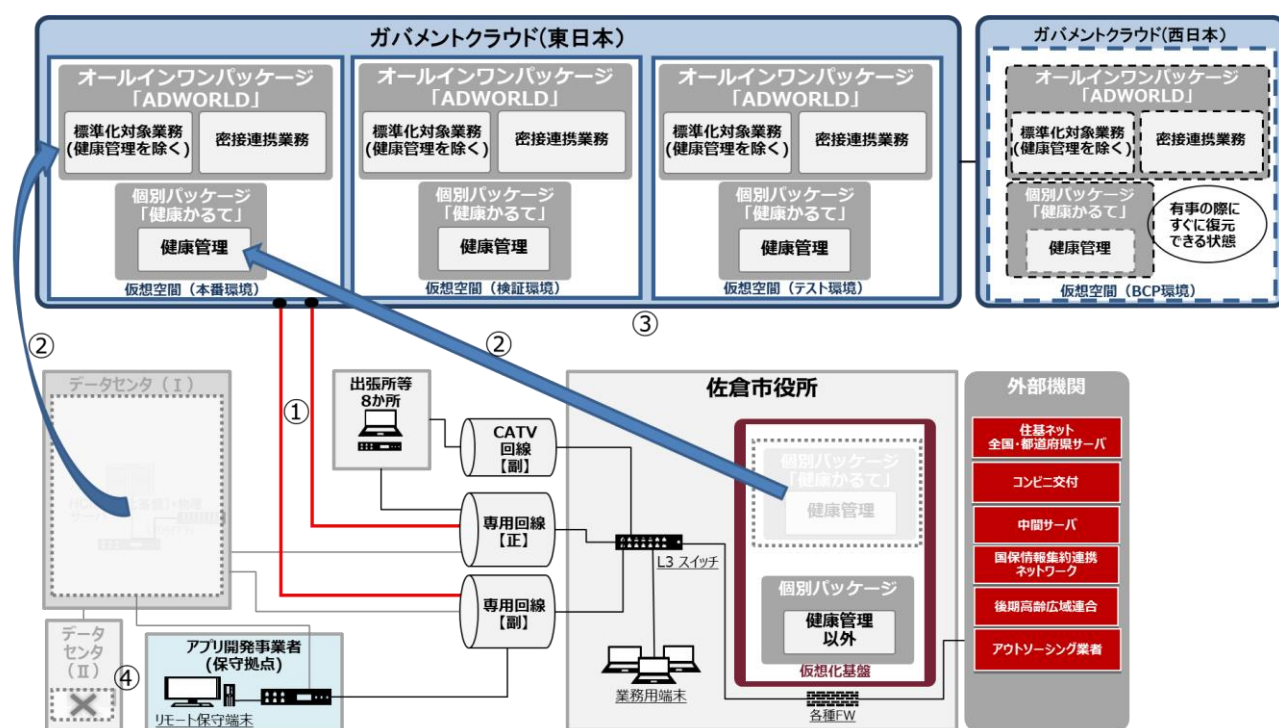 ガバメントクラウド(東日本)
オールインワンパッケージ
「ADWORLD」
標準化対象業務
(健康管理を除く)
密接連携業務
個別パッケージ
「健康かるて」
健康管理
仮想空間（本番環境）
オールインワンパッケージ
「ADWORLD」
標準化対象業務
(健康管理を除く)
密接連携業務
個別パッケージ
「健康かるて」
健康管理
仮想空間（検証環境）
オールインワンパッケージ
「ADWORLD」
標準化対象業務
(健康管理を除く)
密接連携業務
個別パッケージ
「健康かるて」
健康管理
仮想空間（テスト環境）
ガバメントクラウド(西日本)
オールインワンパッケージ
「ADWORLD」
標準化対象業務
(健康管理を除く)
密接連携業務
個別パッケージ
「健康かるて」
健康管理
有事の際に
すぐに復元
できる状態
仮想空間（BCP環境）
②
①
②
③
データセンタ（Ⅰ）
データ
センタ
（Ⅱ）
④
アプリ開発事業者
(保守拠点)
リモート保守端末
出張所等
8か所
CATV
回線
【副】
専用回線
【正】
専用回線
【副】
佐倉市役所
L3 スイッチ
業務用端末
個別パッケージ
「健康かるて」
健康管理
個別パッケージ
健康管理
以外
仮想化基盤
各種FW
外部機関
住基ネット
全国・都道府県サーバ
コンビニ交付
中間サーバ
国保情報集約連携
ネットワーク
後期高齢広域連合
アウトソーシング業者